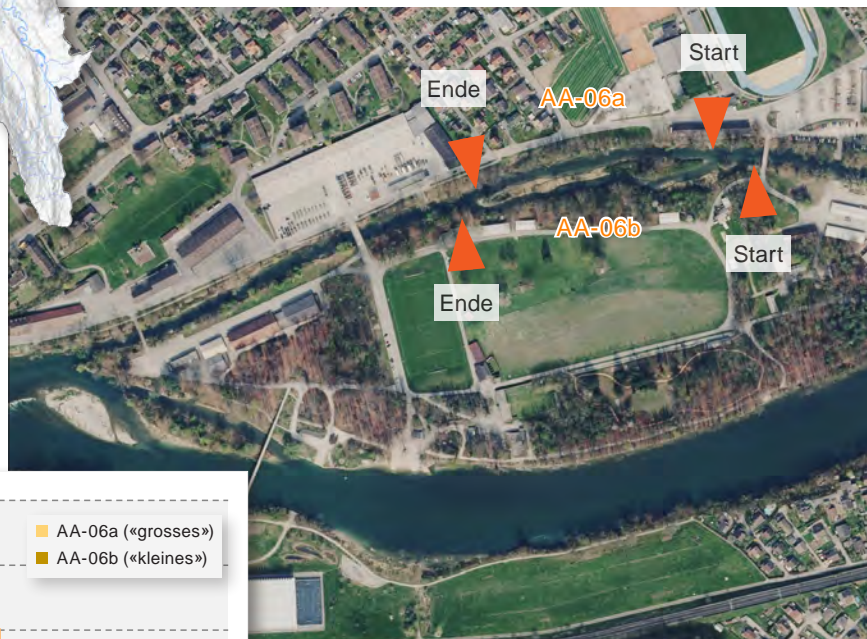 Start
Ende
AA-06a
AA-06b
Start
Ende
AA-06a («grosses»)
AA-06b («kleines»)